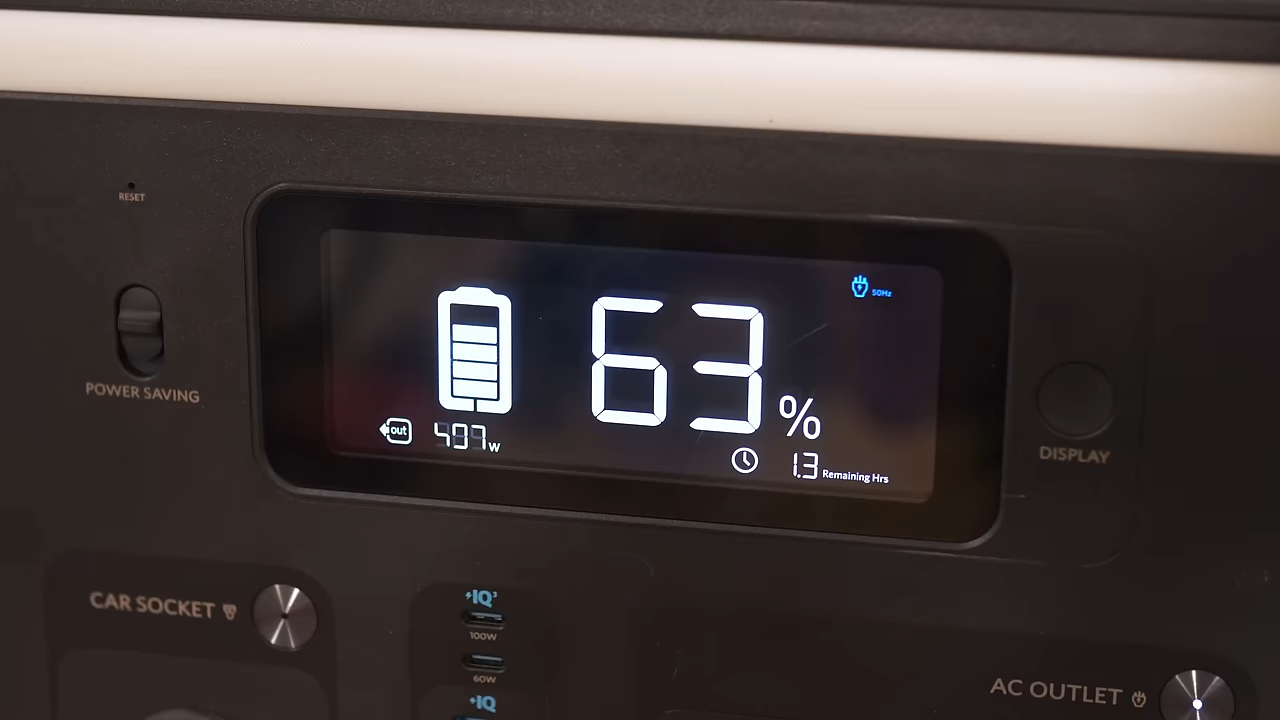 RESET
POWER SAVING
50Hz
63 %
out
W
1.3 Remaining Hrs
DISPLAY
CAR SOCKET
IQ³
100W
60W
IQ
AC OUTLET